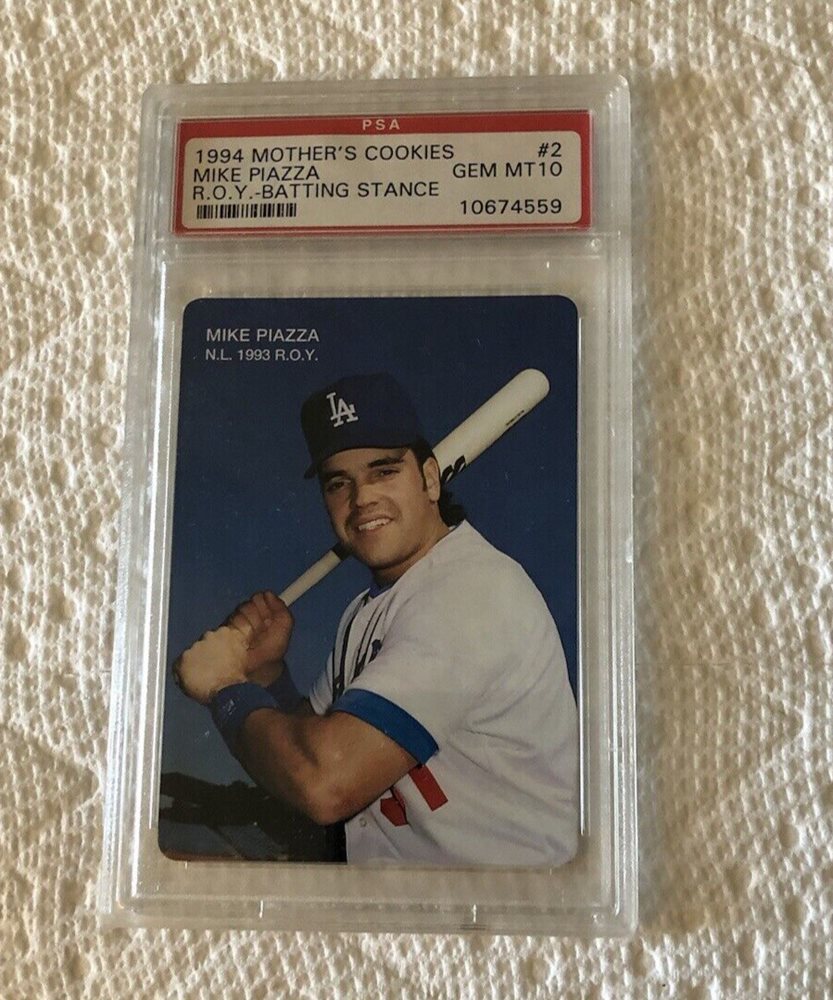 PSA
1994 MOTHER'S COOKIES #2
MIKE PIAZZA GEM MT10
R.O.Y.-BATTING STANCE
10674559
MIKE PIAZZA
N.L. 1993 R.O.Y.
LA